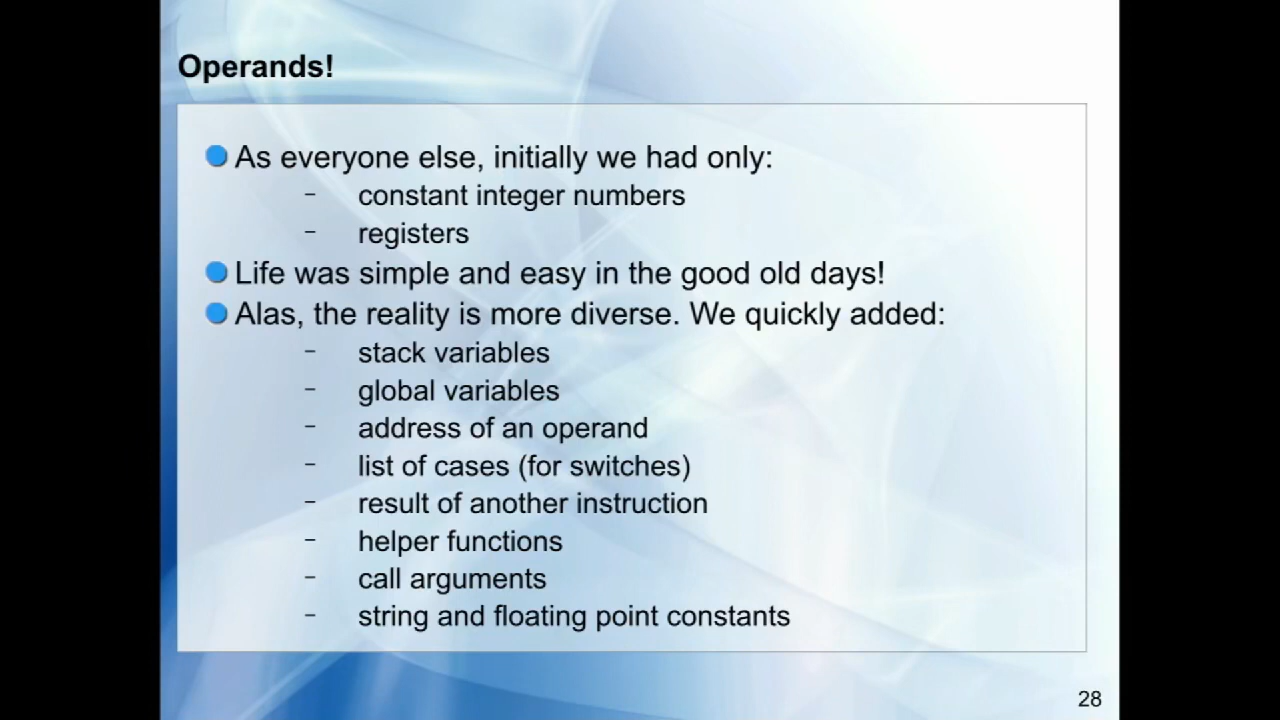 Operands!
As everyone else, initially we had only:
– constant integer numbers
– registers
Life was simple and easy in the good old days!
Alas, the reality is more diverse. We quickly added:
– stack variables
– global variables
– address of an operand
– list of cases (for switches)
– result of another instruction
– helper functions
– call arguments
– string and floating point constants
28